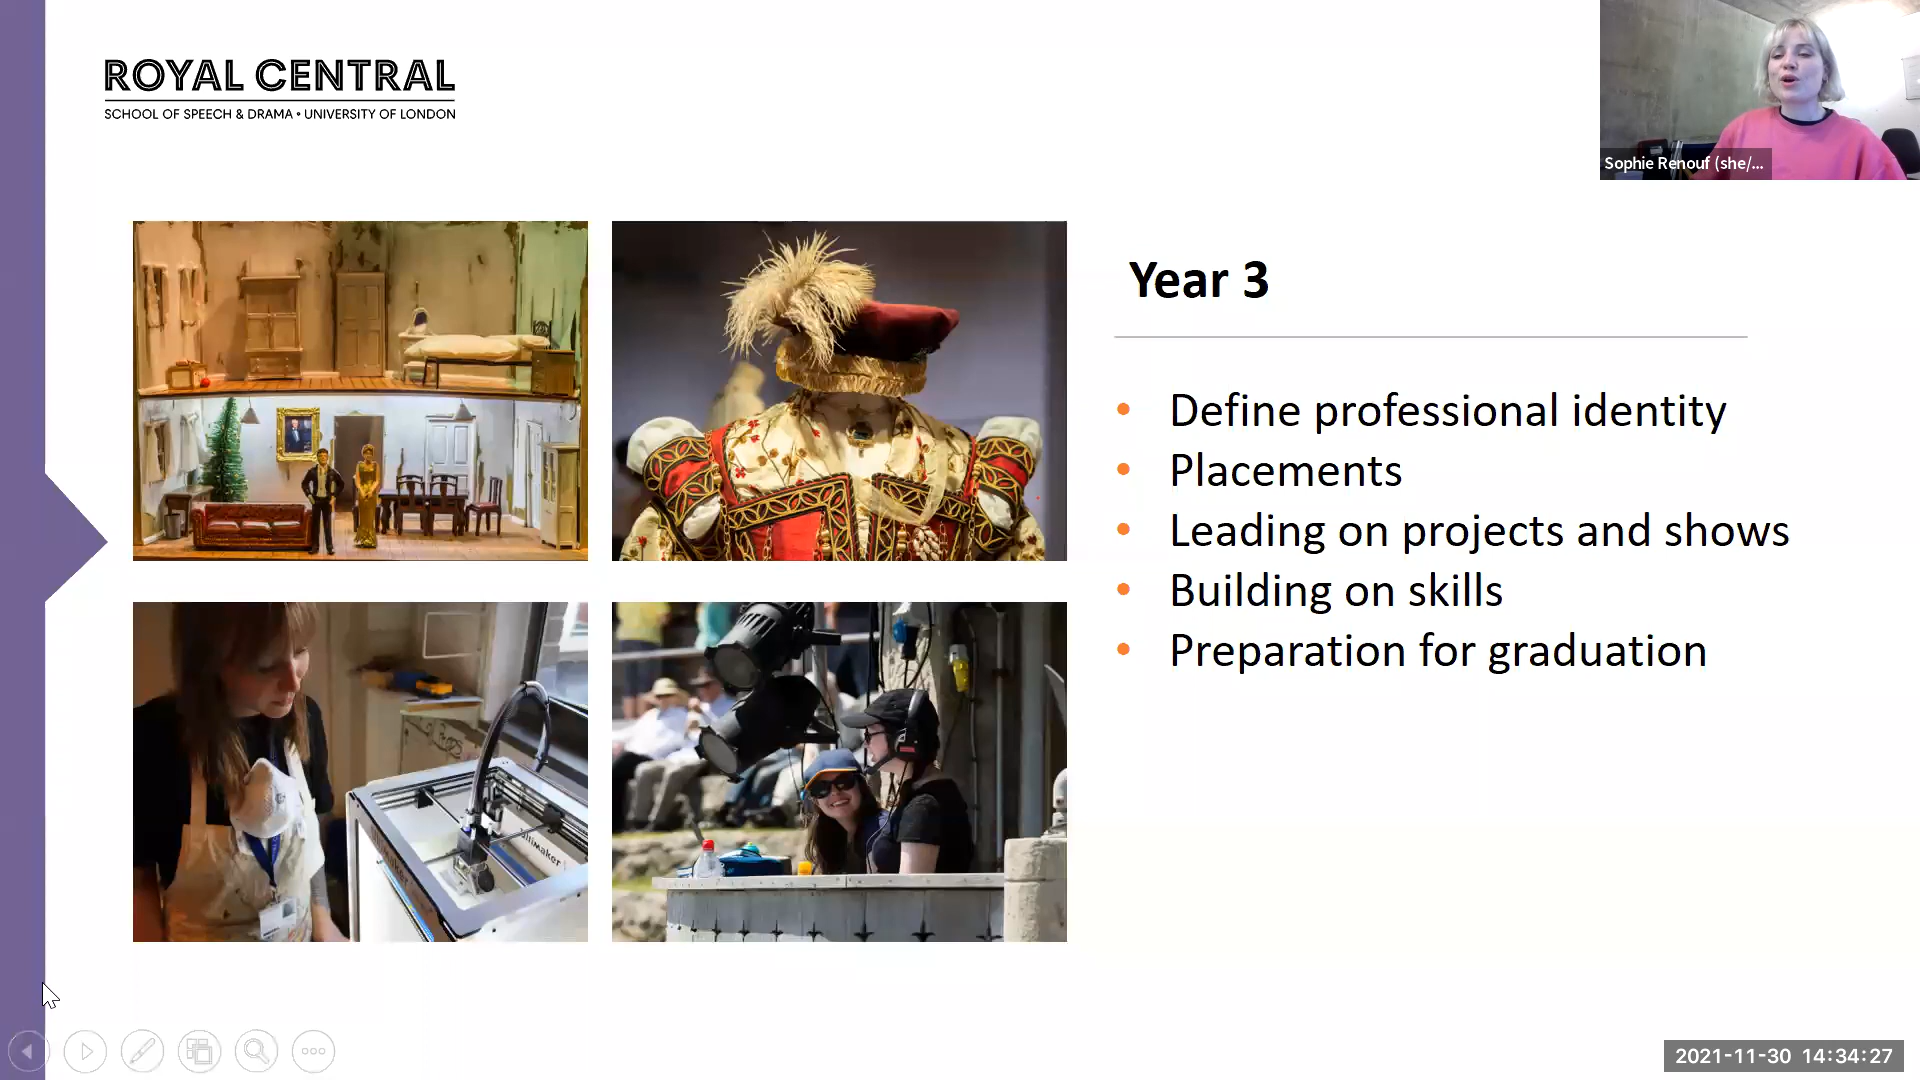 ROYAL CENTRAL
SCHOOL OF SPEECH & DRAMA • UNIVERSITY OF LONDON
Sophie Renouf (she/...
Year 3
• Define professional identity
• Placements
• Leading on projects and shows
• Building on skills
• Preparation for graduation
2021-11-30 14:34:27